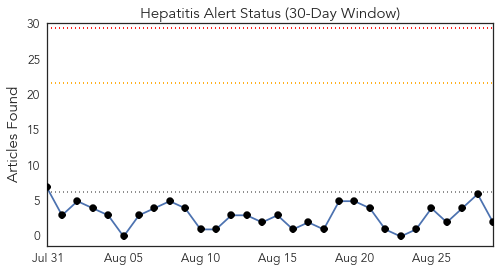 Hepatitis Alert Status (30-Day Window)
Articles Found
30
25
20
15
10
5
0
Jul 31 Aug 05 Aug 10 Aug 15 Aug 20 Aug 25